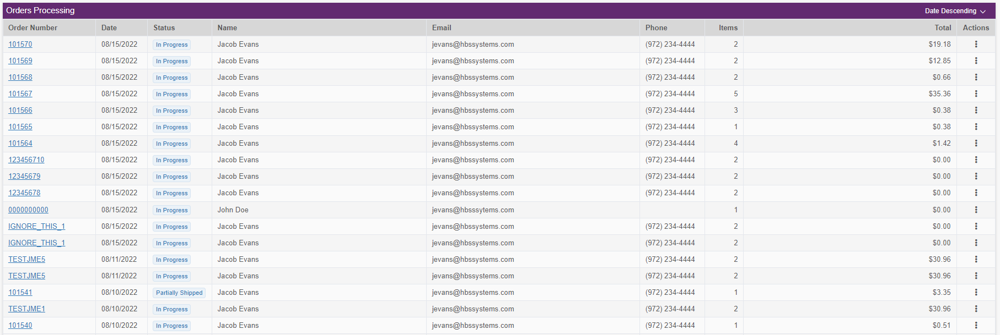 Orders Processing Date Descending
Order Number Date Status Name Email Phone Items Total Actions
101570 08/15/2022 In Progress Jacob Evans jevans@hbssystems.com (972) 234-4444 2 $19.18
101569 08/15/2022 In Progress Jacob Evans jevans@hbssystems.com (972) 234-4444 2 $12.85
101568 08/15/2022 In Progress Jacob Evans jevans@hbssystems.com (972) 234-4444 2 $0.66
101567 08/15/2022 In Progress Jacob Evans jevans@hbssystems.com (972) 234-4444 5 $35.36
101566 08/15/2022 In Progress Jacob Evans jevans@hbssystems.com (972) 234-4444 3 $0.38
101565 08/15/2022 In Progress Jacob Evans jevans@hbssystems.com (972) 234-4444 1 $0.38
101564 08/15/2022 In Progress Jacob Evans jevans@hbssystems.com (972) 234-4444 4 $1.42
123456710 08/15/2022 In Progress Jacob Evans jevans@hbssystems.com (972) 234-4444 2 $0.00
12345679 08/15/2022 In Progress Jacob Evans jevans@hbssystems.com (972) 234-4444 2 $0.00
12345678 08/15/2022 In Progress Jacob Evans jevans@hbssystems.com (972) 234-4444 2 $0.00
0000000000 08/15/2022 In Progress John Doe jevans@hbsssytems.com 1 $0.00
IGNORE_THIS_1 08/15/2022 In Progress Jacob Evans jevans@hbssystems.com (972) 234-4444 2 $0.00
IGNORE_THIS_1 08/15/2022 In Progress Jacob Evans jevans@hbssystems.com (972) 234-4444 2 $0.00
TESTJME5 08/11/2022 In Progress Jacob Evans jevans@hbssystems.com (972) 234-4444 2 $30.96
TESTJME5 08/11/2022 In Progress Jacob Evans jevans@hbssystems.com (972) 234-4444 2 $30.96
101541 08/10/2022 Partially Shipped Jacob Evans jevans@hbssystems.com (972) 234-4444 1 $3.35
TESTJME1 08/10/2022 In Progress Jacob Evans jevans@hbssystems.com (972) 234-4444 2 $30.96
101540 08/10/2022 In Progress Jacob Evans jevans@hbssystems.com (972) 234-4444 1 $0.51